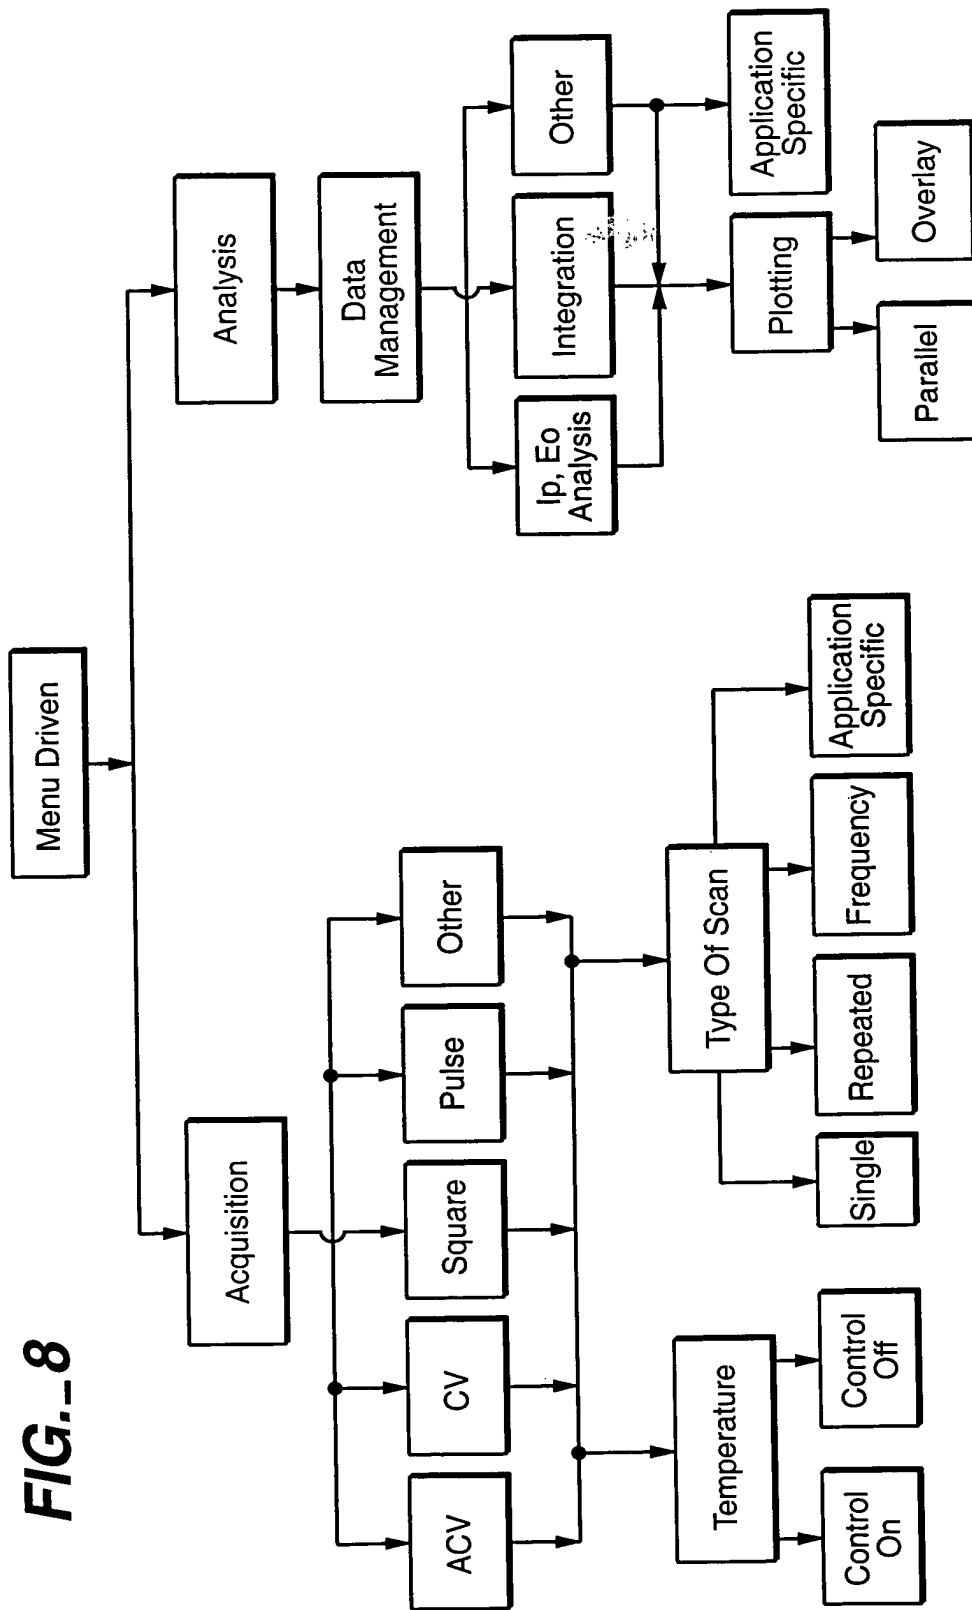 FIG._8
Menu Driven
Acquisition
Analysis
Data
Management
ACV
CV
Square
Pulse
Other
Ip, Eo
Analysis
Integration
Other
Temperature
Type Of Scan
Plotting
Application
Specific
Control
On
Control
Off
Single
Repeated
Frequency
Application
Specific
Parallel
Overlay